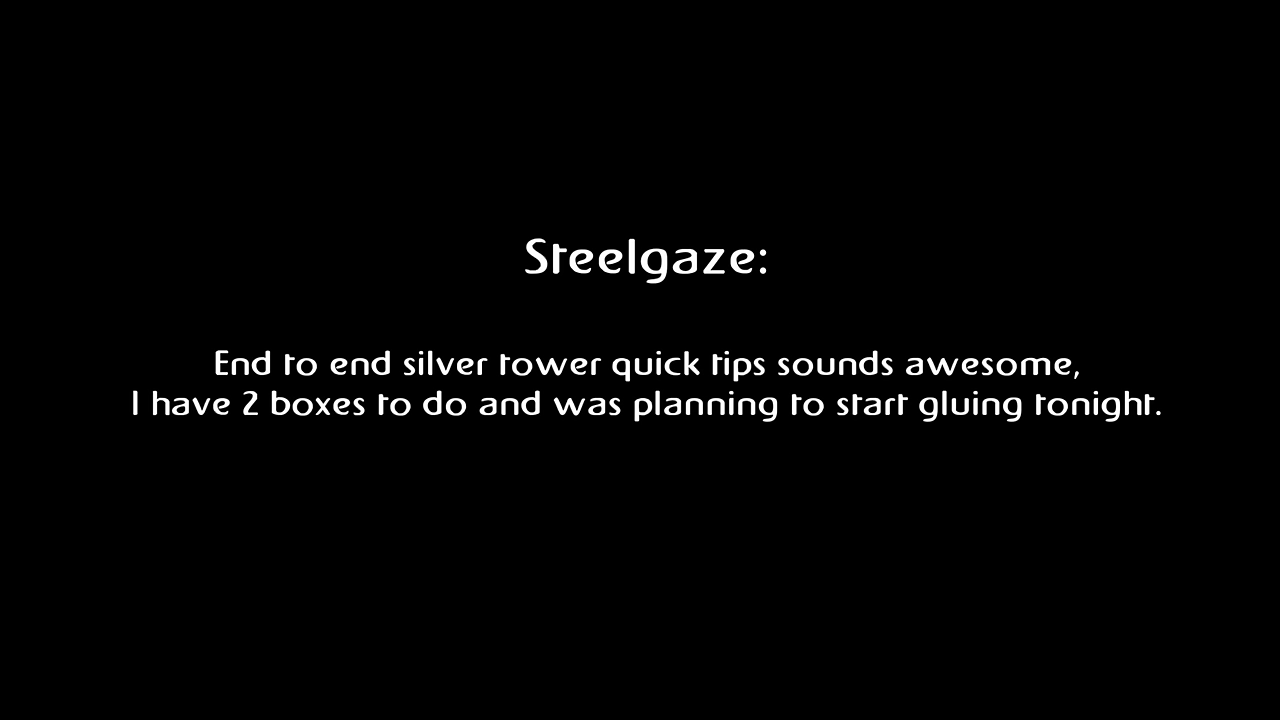 Steelgaze:
End to end silver tower quick tips sounds awesome,
I have 2 boxes to do and was planning to start gluing tonight.